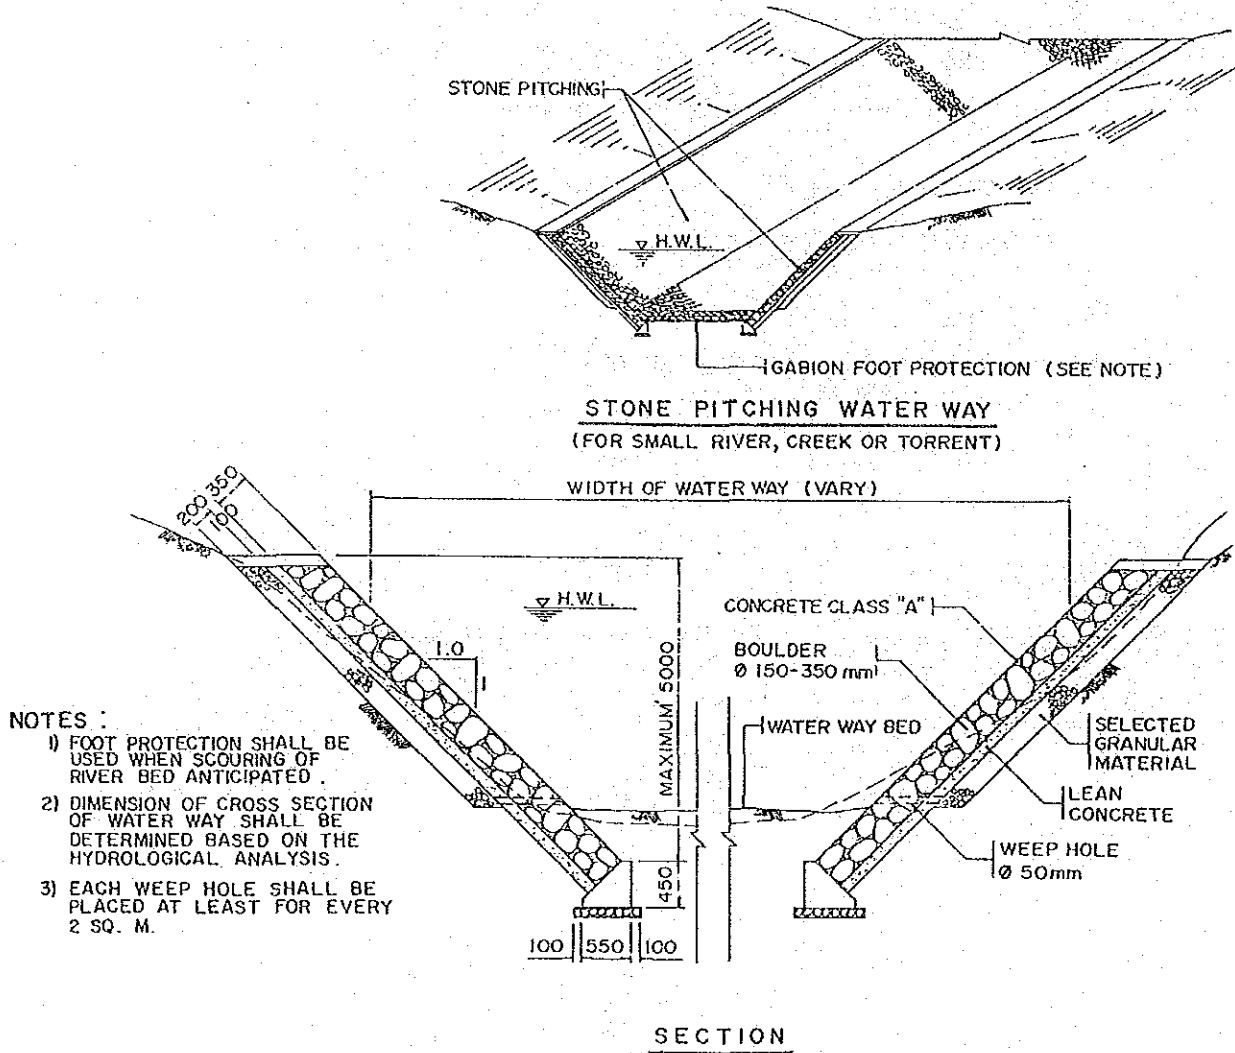 STONE PITCHING
H.W.L.
GABION FOOT PROTECTION (SEE NOTE)
STONE PITCHING WATER WAY
(FOR SMALL RIVER, CREEK OR TORRENT)
WIDTH OF WATER WAY (VARY)
200
350
100
H.W.L.
1.0
1
MAXIMUM 5000
450
CONCRETE CLASS "A"
BOULDER
Ø 150-350 mm
WATER WAY BED
SELECTED
GRANULAR
MATERIAL
LEAN
CONCRETE
WEEP HOLE
Ø 50mm
NOTES :
1) FOOT PROTECTION SHALL BE
USED WHEN SCOURING OF
RIVER BED ANTICIPATED .
2) DIMENSION OF CROSS SECTION
OF WATER WAY SHALL BE
DETERMINED BASED ON THE
HYDROLOGICAL ANALYSIS.
3) EACH WEEP HOLE SHALL BE
PLACED AT LEAST FOR EVERY
2 SQ. M.
100 550 100
SECTION